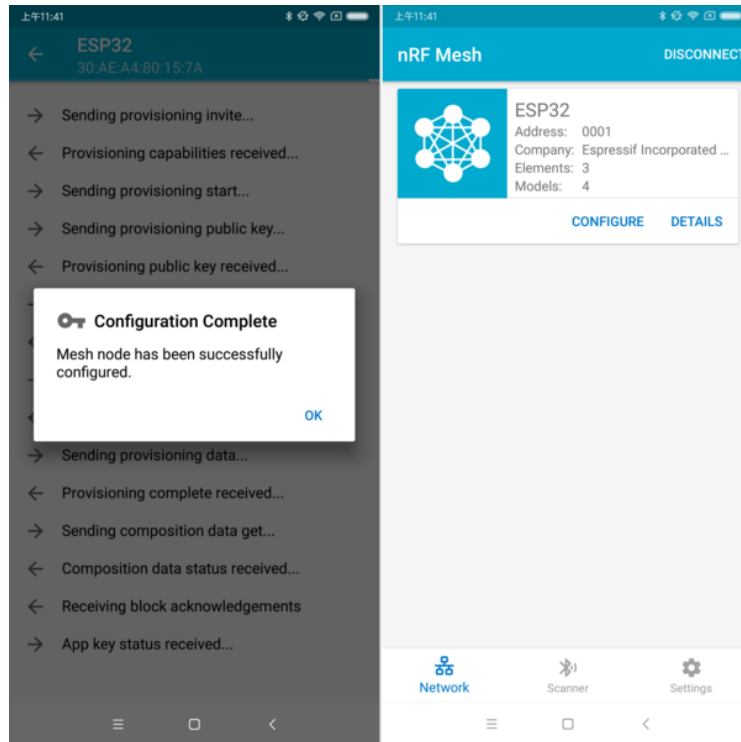 上午11:41
ESP32
30:AE:A4:80:15:7A
Sending provisioning invite...
Provisioning capabilities received...
Sending provisioning start...
Sending provisioning public key...
Provisioning public key received...
Configuration Complete
Mesh node has been successfully
configured.
OK
Sending provisioning data...
Provisioning complete received...
Sending composition data get...
Composition data status received...
Receiving block acknowledgements
App key status received...
上午11:41
nRF Mesh
DISCONNECT
ESP32
Address: 0001
Company: Espressif Incorporated ...
Elements: 3
Models: 4
CONFIGURE DETAILS
Network Scanner Settings